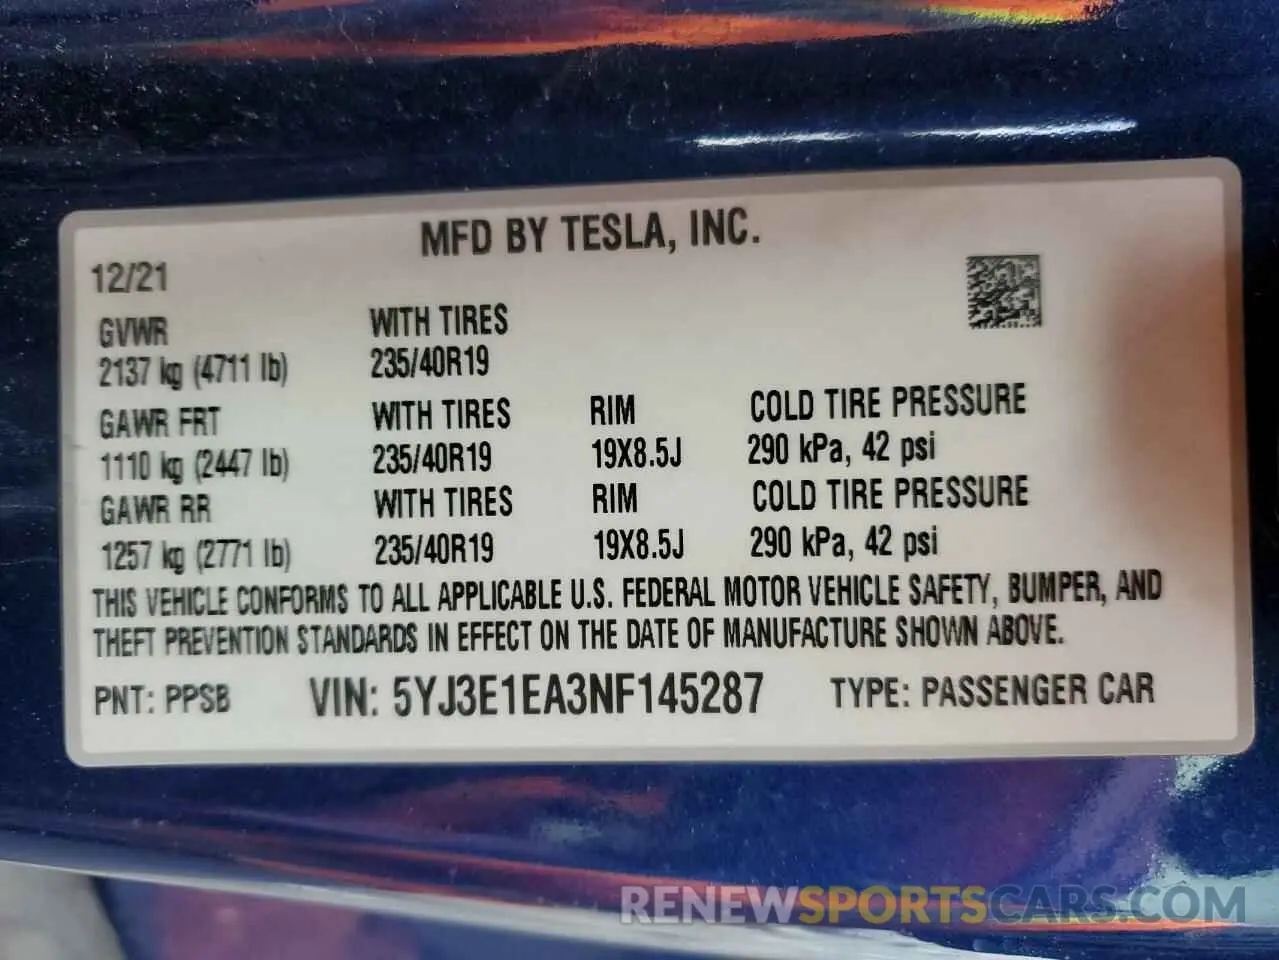 MFD BY TESLA, INC.
12/21
GVWR WITH TIRES
2137 kg (4711 lb) 235/40R19
GAWR FRT WITH TIRES RIM COLD TIRE PRESSURE
1110 kg (2447 lb) 235/40R19 19X8.5J 290 kPa, 42 psi
GAWR RR WITH TIRES RIM COLD TIRE PRESSURE
1257 kg (2771 lb) 235/40R19 19X8.5J 290 kPa, 42 psi
THIS VEHICLE CONFORMS TO ALL APPLICABLE U.S. FEDERAL MOTOR VEHICLE SAFETY, BUMPER, AND
THEFT PREVENTION STANDARDS IN EFFECT ON THE DATE OF MANUFACTURE SHOWN ABOVE.
PNT: PPSB VIN: 5YJ3E1EA3NF145287 TYPE: PASSENGER CAR
RENEWSPORTSCARS.COM